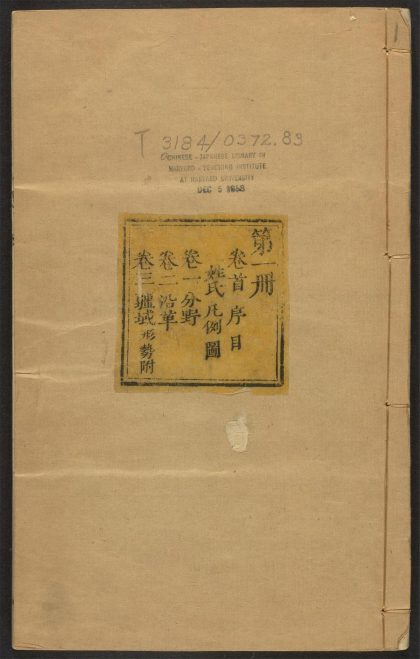 1
T 3184/0372.83
CHINESE - JAPANESE LIBRARY OF
HARVARD - YENCHING INSTITUTE
AT HARVARD UNIVERSITY
DEC 5 1958
第一冊
卷首 序 目
姓氏 凡例 圖
卷一 分野
卷二 沿革
卷三 疆域 形勢附